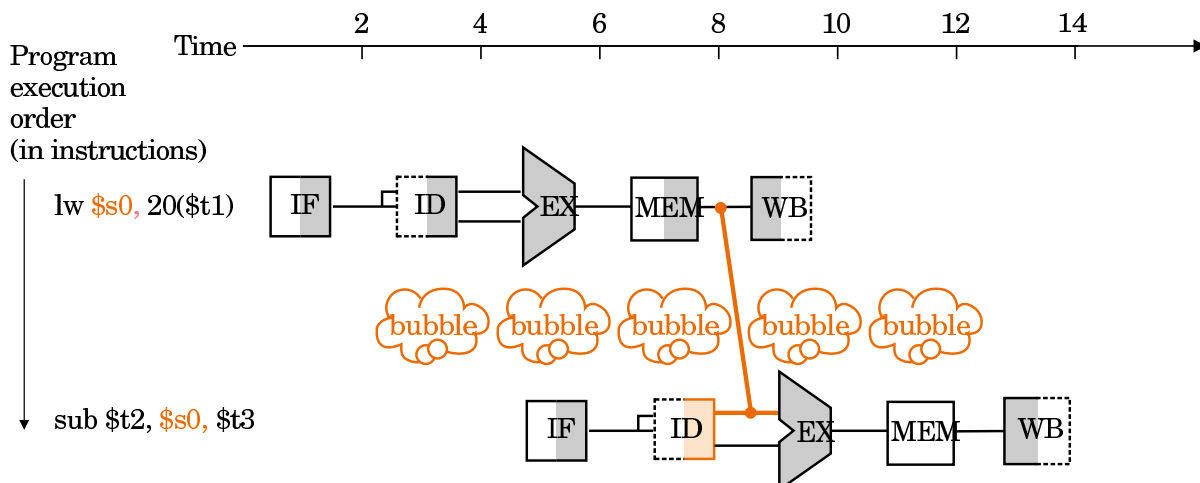 2 4 6 8 10 12 14
Time
Program
execution
order
(in instructions)
lw $s0, 20($t1)
IF ID EX MEM WB
bubble bubble bubble bubble bubble
sub $t2, $s0, $t3
IF ID EX MEM WB